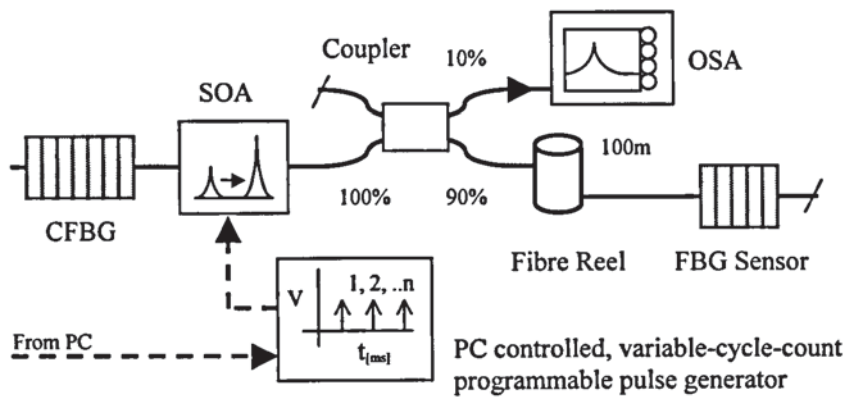 Coupler
10%
OSA
SOA
100m
100%
90%
CFBG
Fibre Reel
FBG Sensor
V
1, 2, ..n
t[ms]
From PC
PC controlled, variable-cycle-count
programmable pulse generator